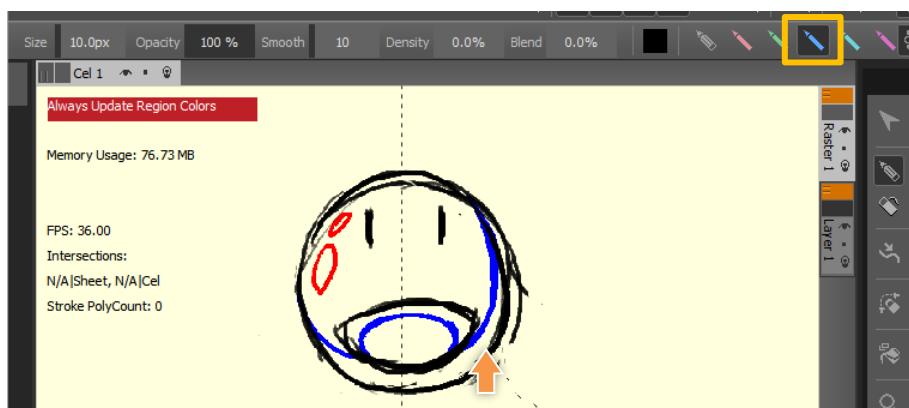 Size 10.0px Opacity 100 % Smooth 10 Density 0.0% Blend 0.0%
Cel 1
Always Update Region Colors
Memory Usage: 76.73 MB
FPS: 36.00
Intersections:
N/A|Sheet, N/A|Cel
Stroke PolyCount: 0
Raster 1
Layer 1